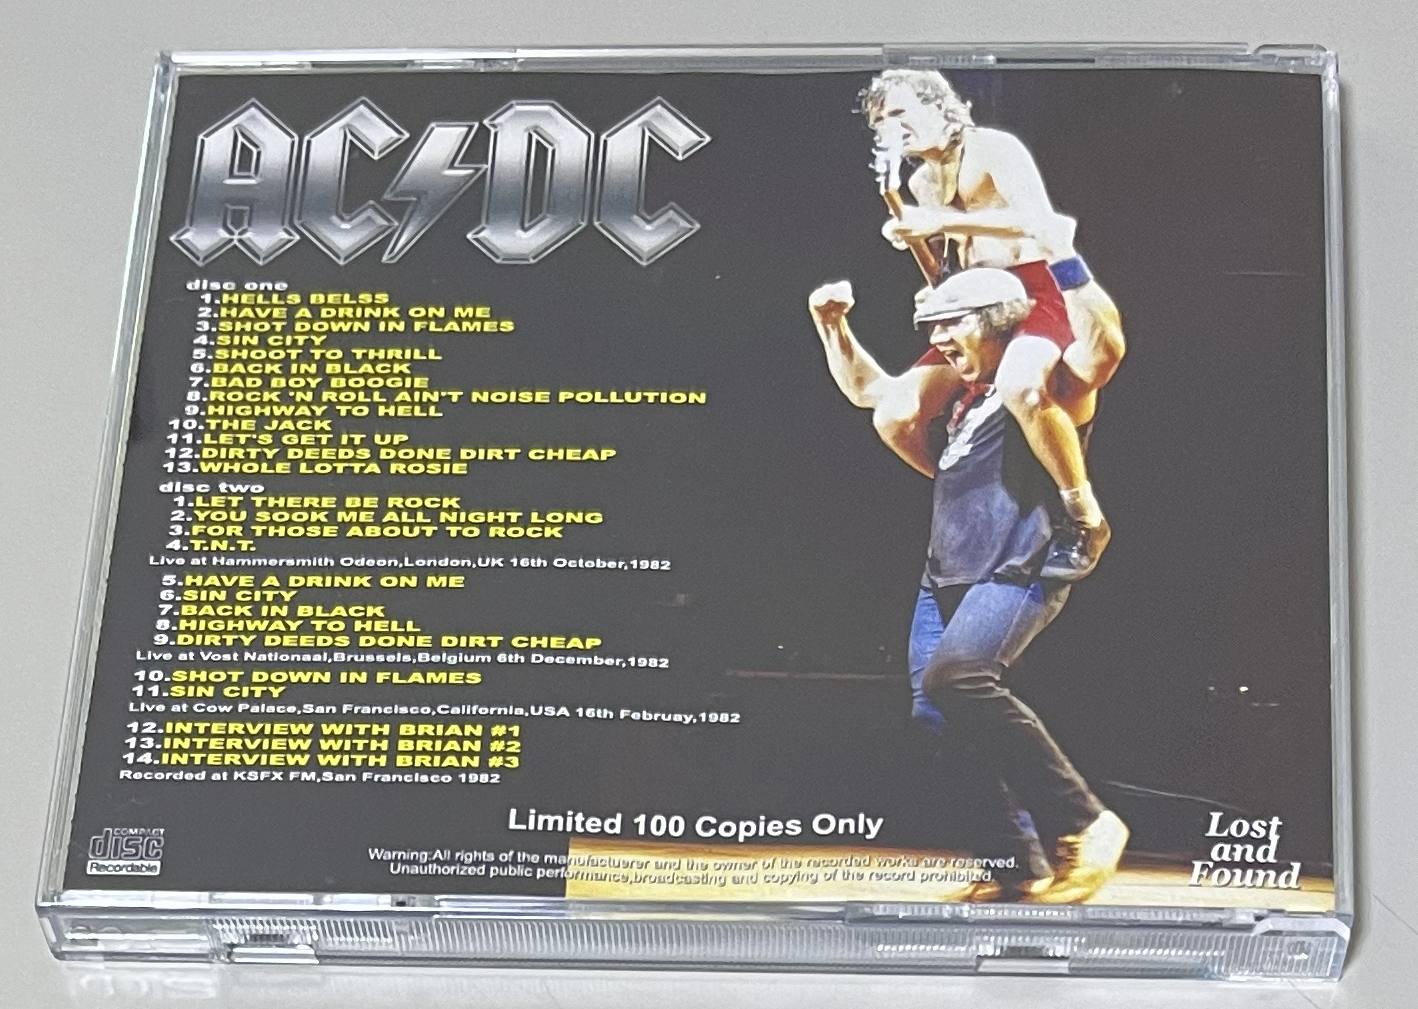 AC⚡DC
disc one
1.HELLS BELSS
2.HAVE A DRINK ON ME
3.SHOT DOWN IN FLAMES
4.SIN CITY
5.SHOOT TO THRILL
6.BACK IN BLACK
7.BAD BOY BOOGIE
8.ROCK 'N ROLL AIN'T NOISE POLLUTION
9.HIGHWAY TO HELL
10.THE JACK
11.LET'S GET IT UP
12.DIRTY DEEDS DONE DIRT CHEAP
13.WHOLE LOTTA ROSIE
disc two
1.LET THERE BE ROCK
2.YOU SOOK ME ALL NIGHT LONG
3.FOR THOSE ABOUT TO ROCK
4.T.N.T.
Live at Hammersmith Odeon,London,UK 16th October,1982
5.HAVE A DRINK ON ME
6.SIN CITY
7.BACK IN BLACK
8.HIGHWAY TO HELL
9.DIRTY DEEDS DONE DIRT CHEAP
Live at Vost Nationaal,Brussels,Belgium 6th December,1982
10.SHOT DOWN IN FLAMES
11.SIN CITY
Live at Cow Palace,San Francisco,California,USA 16th Februay,1982
12.INTERVIEW WITH BRIAN #1
13.INTERVIEW WITH BRIAN #2
14.INTERVIEW WITH BRIAN #3
Recorded at KSFX FM,San Francisco 1982
Limited 100 Copies Only
COMPACT
disc
Recordable
Warning:All rights of the manufactuerer and the owner of the recorded works are reserved.
Unauthorized public performance,broadcasting and copying of the record prohibited.
Lost
and
Found